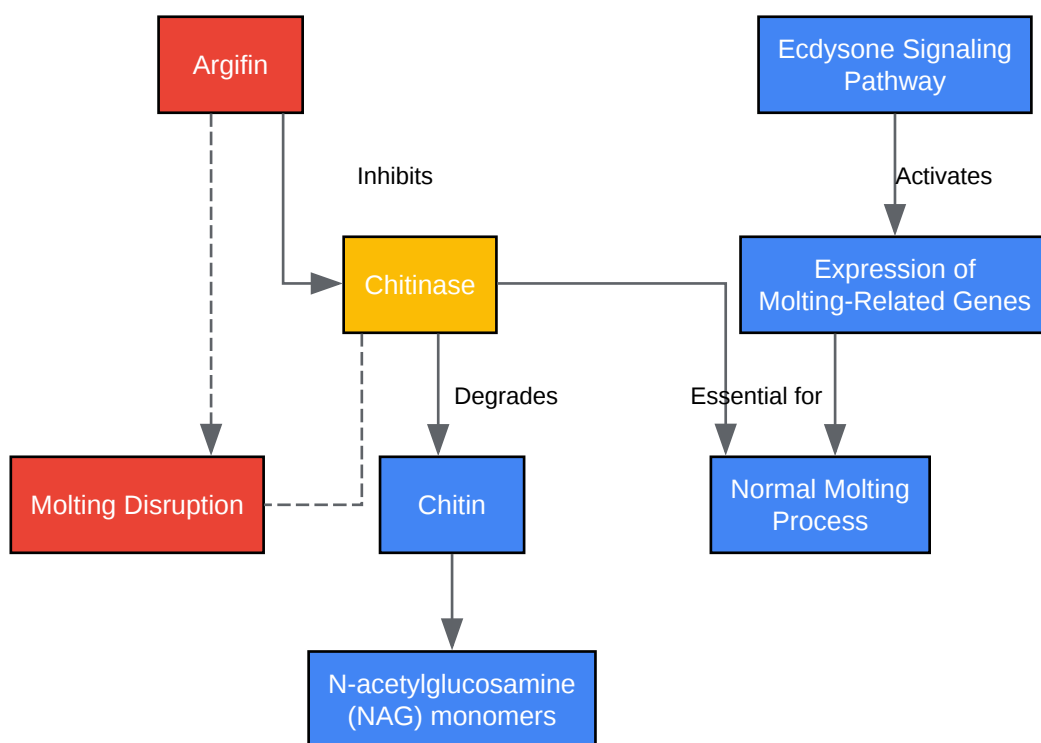 Argifin
Ecdysone Signaling
Pathway
Inhibits
Activates
Chitinase
Expression of
Molting-Related Genes
Degrades
Essential for
Molting Disruption
Chitin
Normal Molting
Process
N-acetylglucosamine
(NAG) monomers